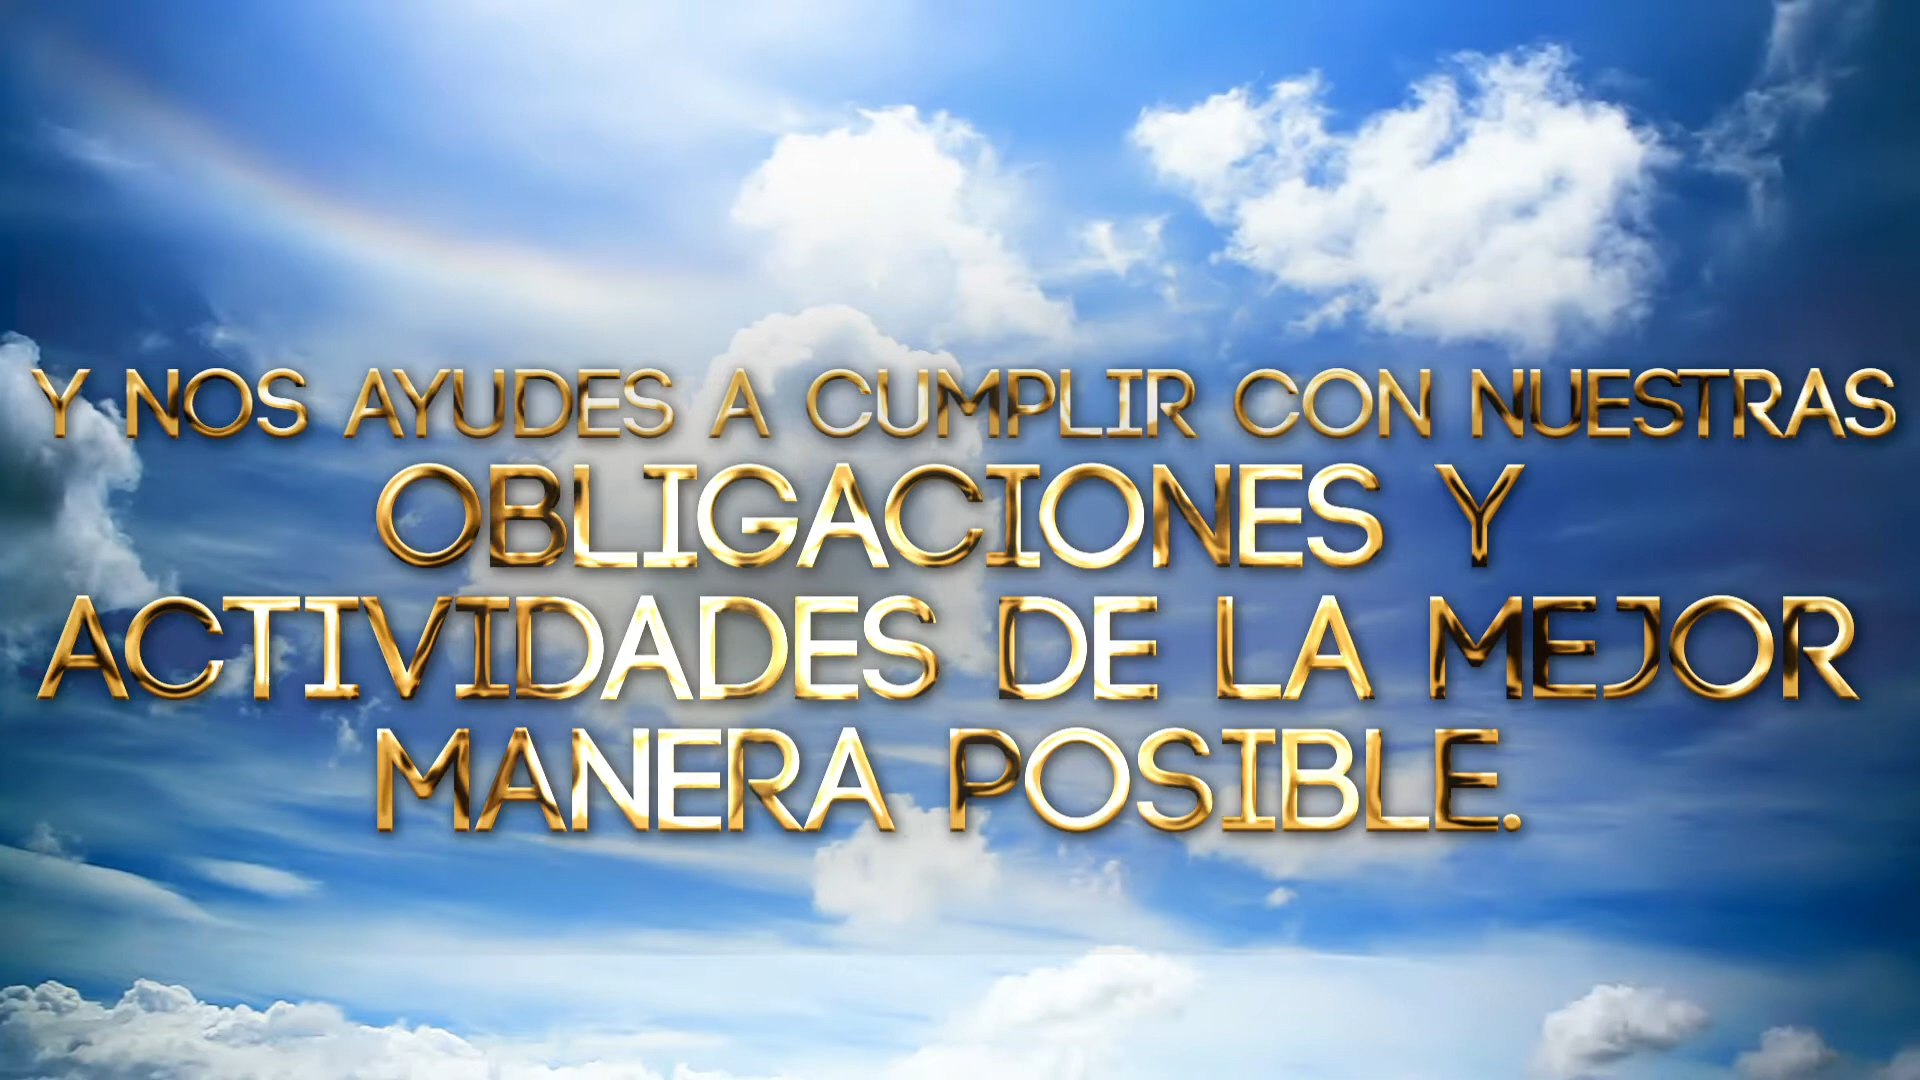 Y NOS AYUDES A CUMPLIR CON NUESTRAS
OBLIGACIONES Y
ACTIVIDADES DE LA MEJOR
MANERA POSIBLE.